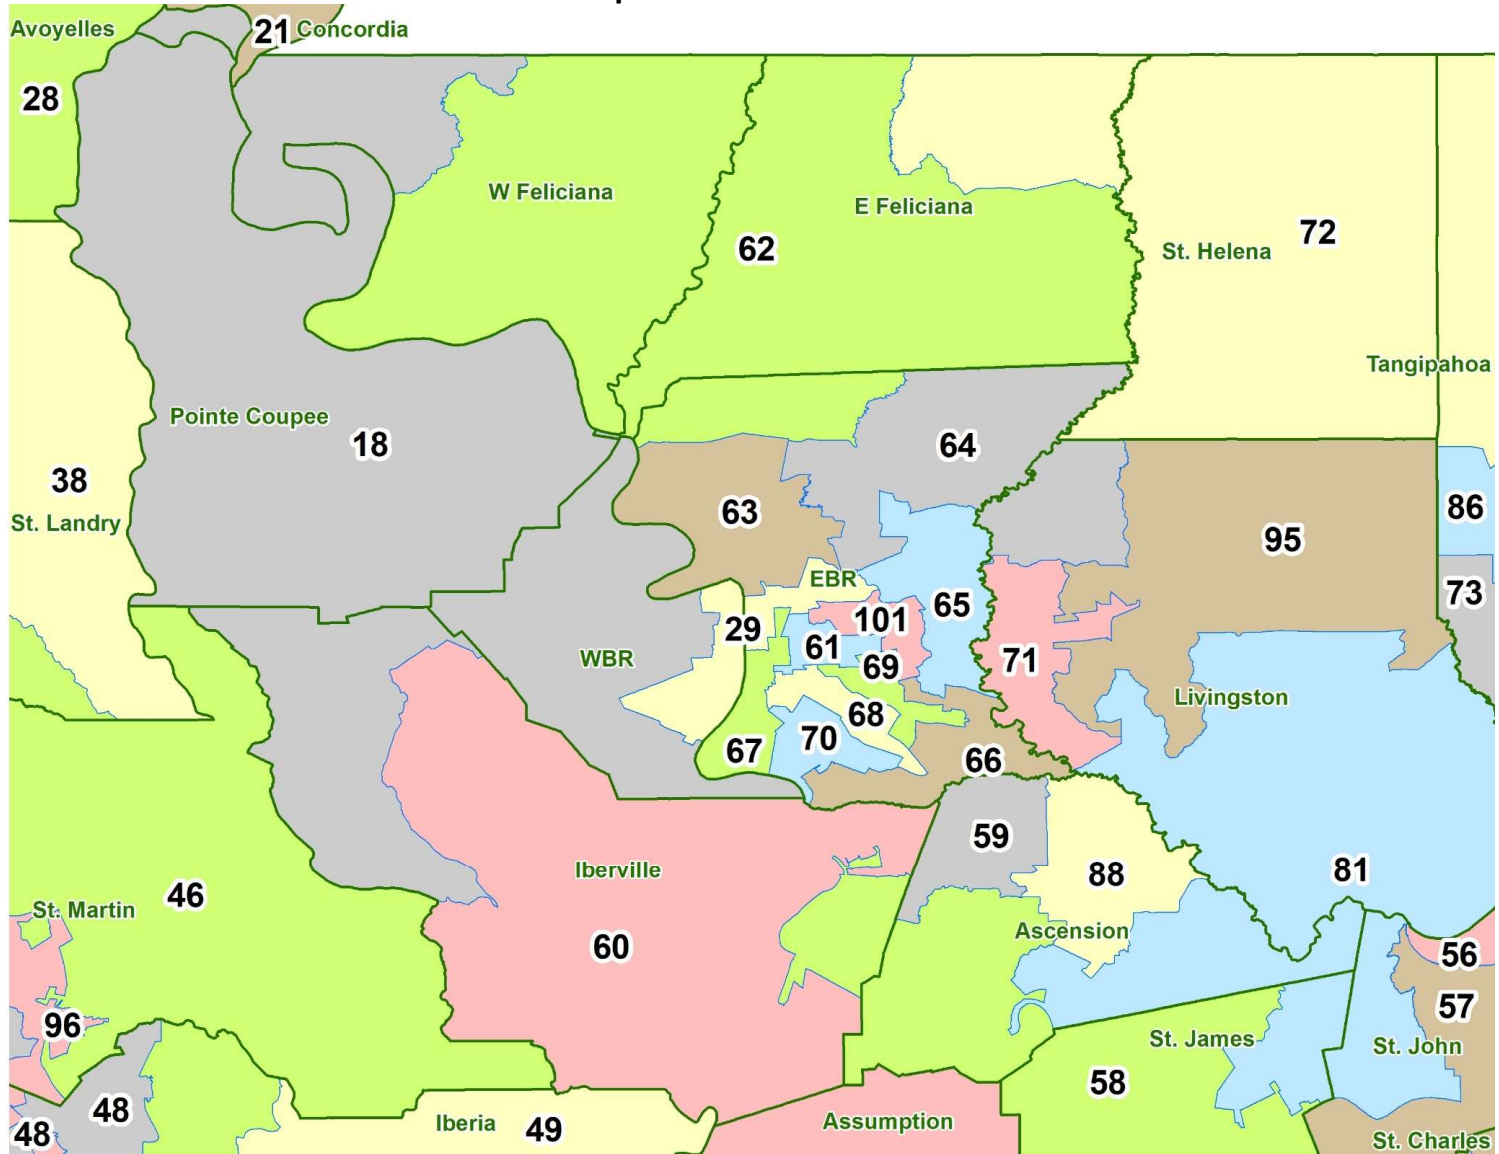 Avoyelles
21 Concordia
28
W Feliciana
E Feliciana
72
62
St. Helena
Tangipahoa
Pointe Coupee
18
64
38
86
63
St. Landry
95
EBR
73
65
101
29
61
WBR
71
69
Livingston
68
70
67
66
59
Iberville
81
88
46
St. Martin
Ascension
60
56
57
96
St. James
St. John
58
48
Iberia
49
Assumption
48
St. Charles